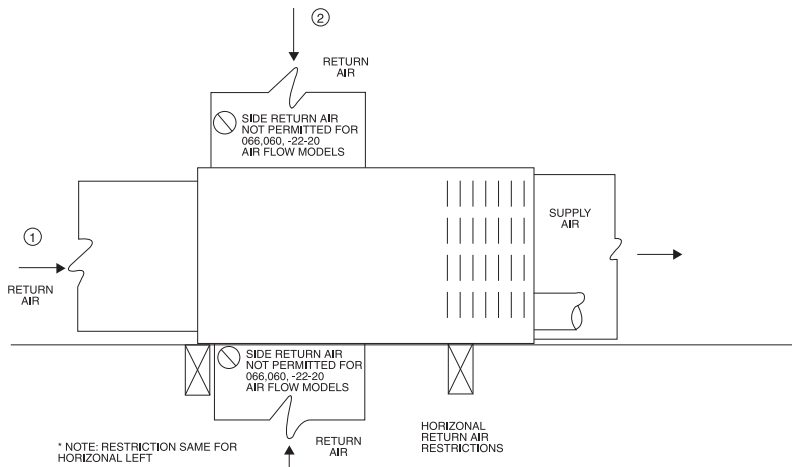 2
RETURN
AIR
SIDE RETURN AIR
NOT PERMITTED FOR
066,060, -22-20
AIR FLOW MODELS
1
RETURN
AIR
SUPPLY
AIR
SIDE RETURN AIR
NOT PERMITTED FOR
066,060, -22-20
AIR FLOW MODELS
RETURN
AIR
HORIZONAL
RETURN AIR
RESTRICTIONS
* NOTE: RESTRICTION SAME FOR
HORIZONAL LEFT